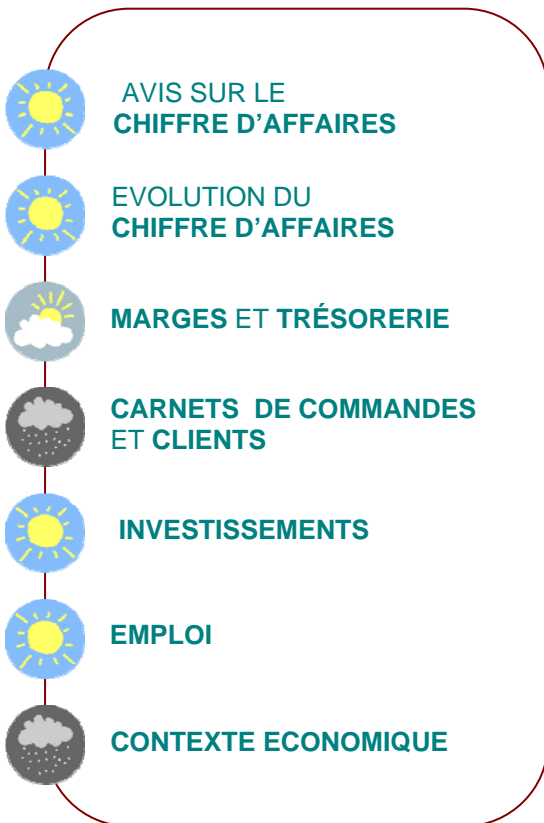 AVIS SUR LE
CHIFFRE D'AFFAIRES
EVOLUTION DU
CHIFFRE D'AFFAIRES
MARGES ET TRÉSORERIE
CARNETS DE COMMANDES
ET CLIENTS
INVESTISSEMENTS
EMPLOI
CONTEXTE ECONOMIQUE